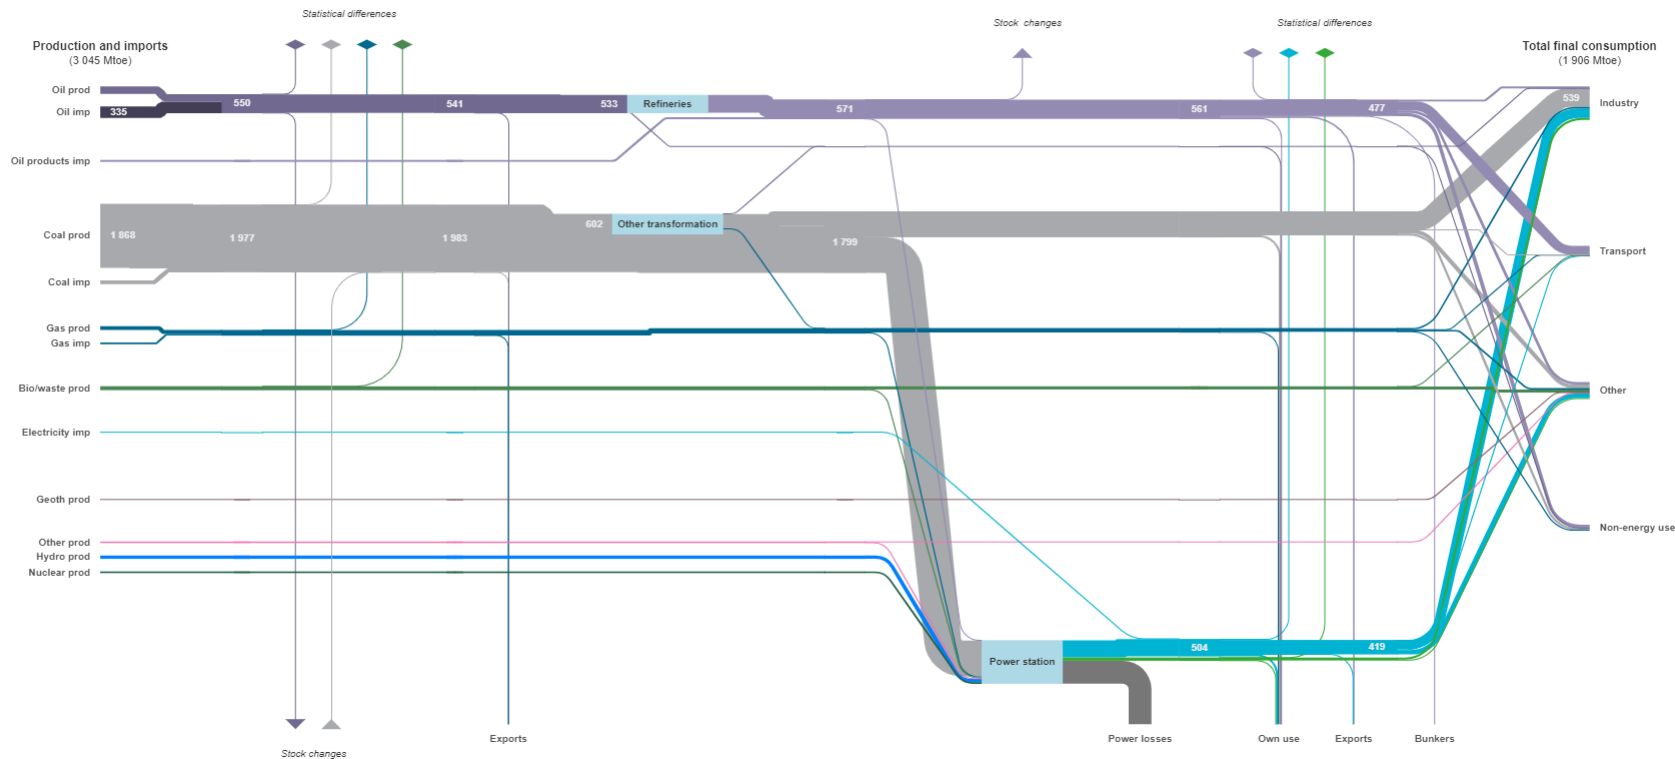 Statistical differences
Stock changes
Statistical differences
Production and imports
(3 045 Mtoe)
Total final consumption
(1 906 Mtoe)
Oil prod
Oil imp
335
550
541
533
Refineries
571
561
477
539
Industry
Oil products imp
Coal prod
1 868
1 977
1 983
602
Other transformation
1 799
Transport
Coal imp
Gas prod
Gas imp
Bio/waste prod
Other
Electricity imp
Geoth prod
Non-energy use
Other prod
Hydro prod
Nuclear prod
Power station
504
419
Stock changes
Exports
Power losses
Own use
Exports
Bunkers